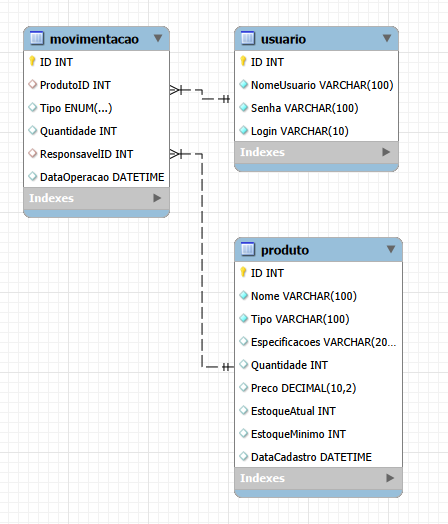 movimentacao
ID INT
ProdutoID INT
Tipo ENUM(...)
Quantidade INT
ResponsavelID INT
DataOperacao DATETIME
Indexes
usuario
ID INT
NomeUsuario VARCHAR(100)
Senha VARCHAR(100)
Login VARCHAR(10)
Indexes
produto
ID INT
Nome VARCHAR(100)
Tipo VARCHAR(100)
Especificacoes VARCHAR(20...
Quantidade INT
Preco DECIMAL(10,2)
EstoqueAtual INT
EstoqueMinimo INT
DataCadastro DATETIME
Indexes